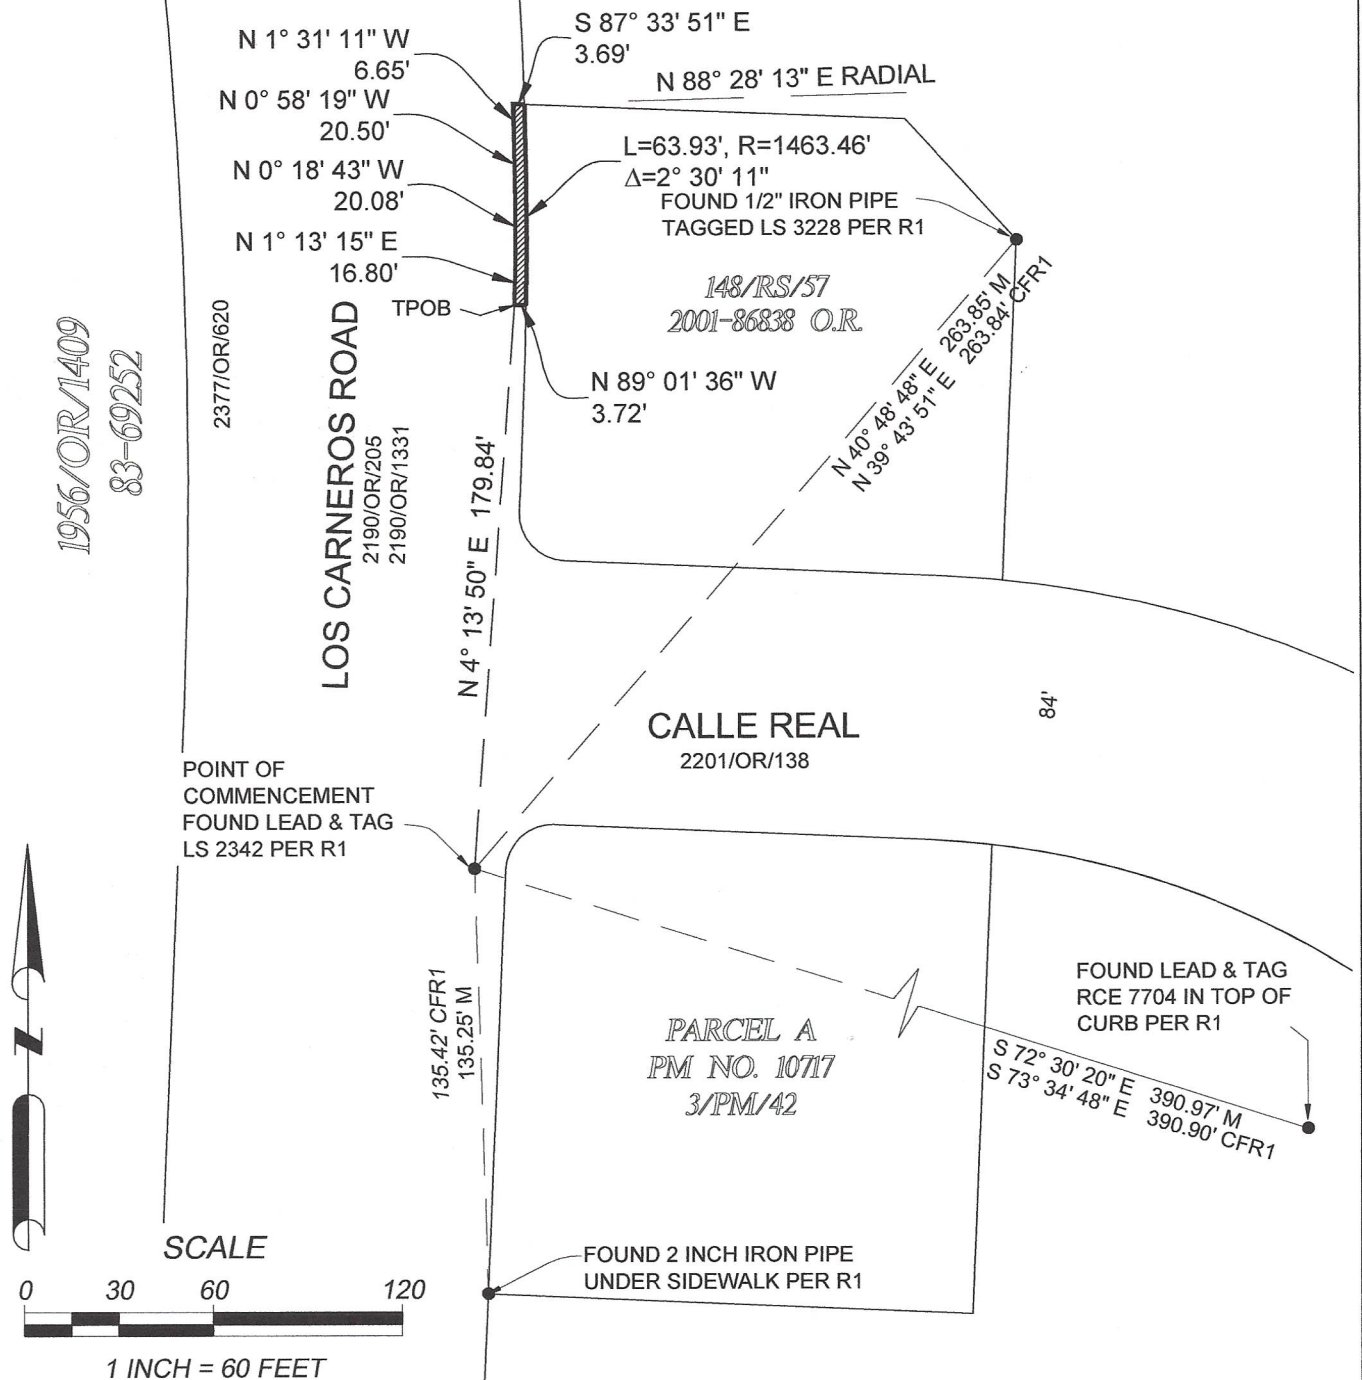 N 1° 31' 11" W
6.65'
S 87° 33' 51" E
3.69'
N 88° 28' 13" E RADIAL
N 0° 58' 19" W
20.50'
L=63.93', R=1463.46'
Δ=2° 30' 11"
N 0° 18' 43" W
20.08'
FOUND 1/2" IRON PIPE
TAGGED LS 3228 PER R1
N 1° 13' 15" E
16.80'
TPOB
148/RS/57
2001-86838 O.R.
N 89° 01' 36" W
3.72'
1956/OR/1409
83-69252
2377/OR/620
LOS CARNEROS ROAD
2190/OR/205
2190/OR/1331
N 4° 13' 50" E 179.84'
N 40° 48' 48" E 263.85' M
N 39° 43' 51" E 263.84' CFR1
CALLE REAL
2201/OR/138
84'
POINT OF
COMMENCEMENT
FOUND LEAD & TAG
LS 2342 PER R1
135.42' CFR1
135.25' M
PARCEL A
PM NO. 10717
3/PM/42
FOUND LEAD & TAG
RCE 7704 IN TOP OF
CURB PER R1
S 72° 30' 20" E 390.97' M
S 73° 34' 48" E 390.90' CFR1
FOUND 2 INCH IRON PIPE
UNDER SIDEWALK PER R1
N
SCALE
0 30 60 120
1 INCH = 60 FEET